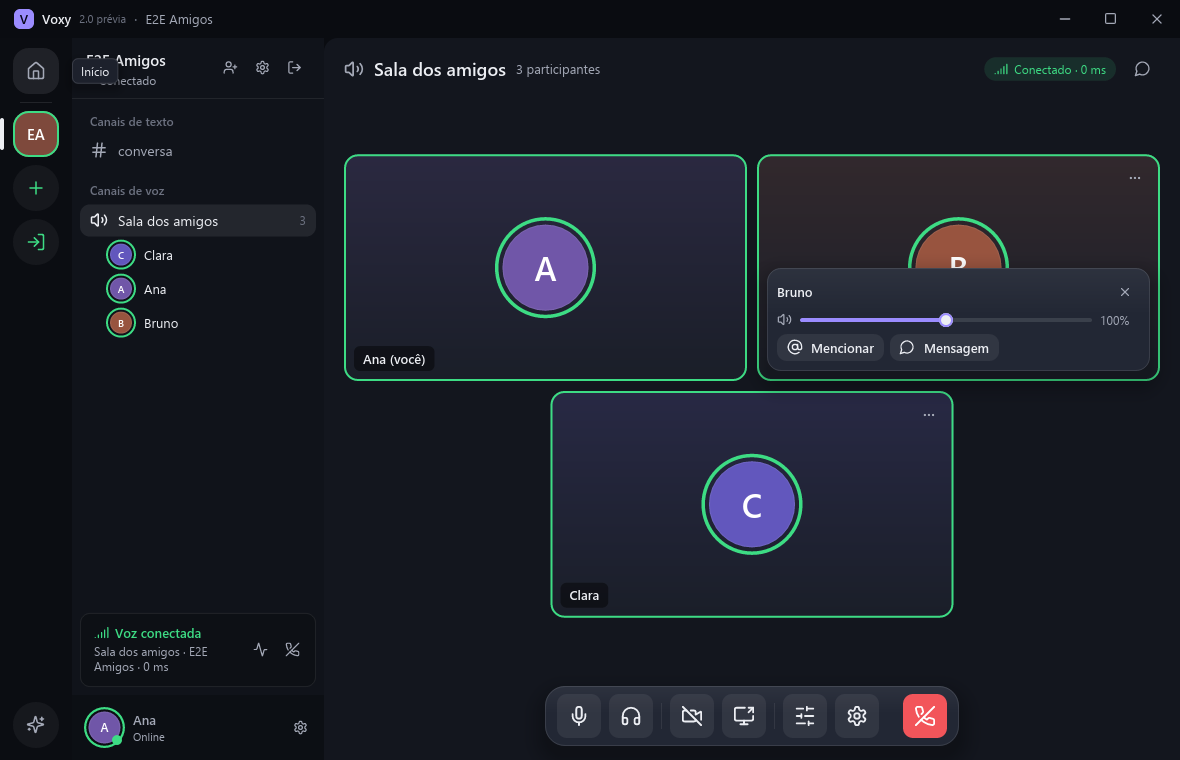 V Voxy 2.0 prévia · E2E Amigos
E2E Amigos
Conectado
Início
EA
Canais de texto
conversa
Canais de voz
Sala dos amigos 3
C Clara
A Ana
B Bruno
Voz conectada
Sala dos amigos · E2E
Amigos · 0 ms
A Ana
Online
Sala dos amigos 3 participantes
Conectado · 0 ms
A
Ana (você)
B
Bruno
100%
Mencionar
Mensagem
C
Clara